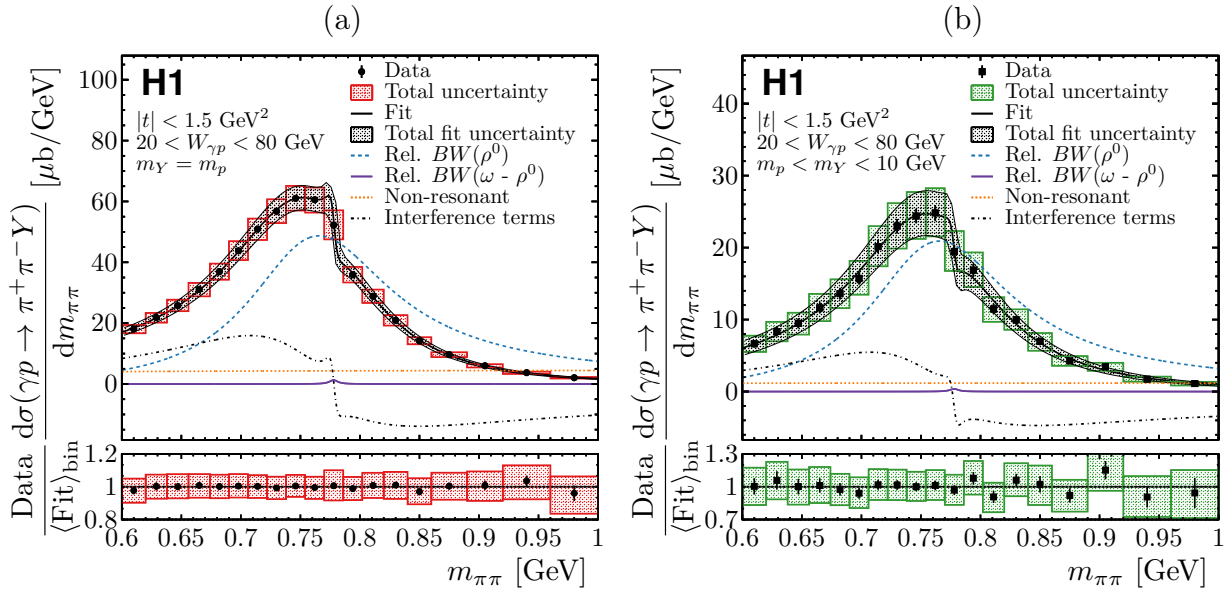 (a)
H1
|t| < 1.5 GeV²
20 < W_γp < 80 GeV
m_Y = m_p
Data
Total uncertainty
Fit
Total fit uncertainty
Rel. BW(ρ⁰)
Rel. BW(ω - ρ⁰)
Non-resonant
Interference terms
dσ(γp → π⁺π⁻Y) / dm_ππ [μb/GeV]
100
80
60
40
20
0
Data / ⟨Fit⟩_bin
1.2
1
0.8
0.6 0.65 0.7 0.75 0.8 0.85 0.9 0.95 1
m_ππ [GeV]
(b)
H1
|t| < 1.5 GeV²
20 < W_γp < 80 GeV
m_p < m_Y < 10 GeV
Data
Total uncertainty
Fit
Total fit uncertainty
Rel. BW(ρ⁰)
Rel. BW(ω - ρ⁰)
Non-resonant
Interference terms
dσ(γp → π⁺π⁻Y) / dm_ππ [μb/GeV]
40
30
20
10
0
Data / ⟨Fit⟩_bin
1.3
1
0.7
0.6 0.65 0.7 0.75 0.8 0.85 0.9 0.95 1
m_ππ [GeV]